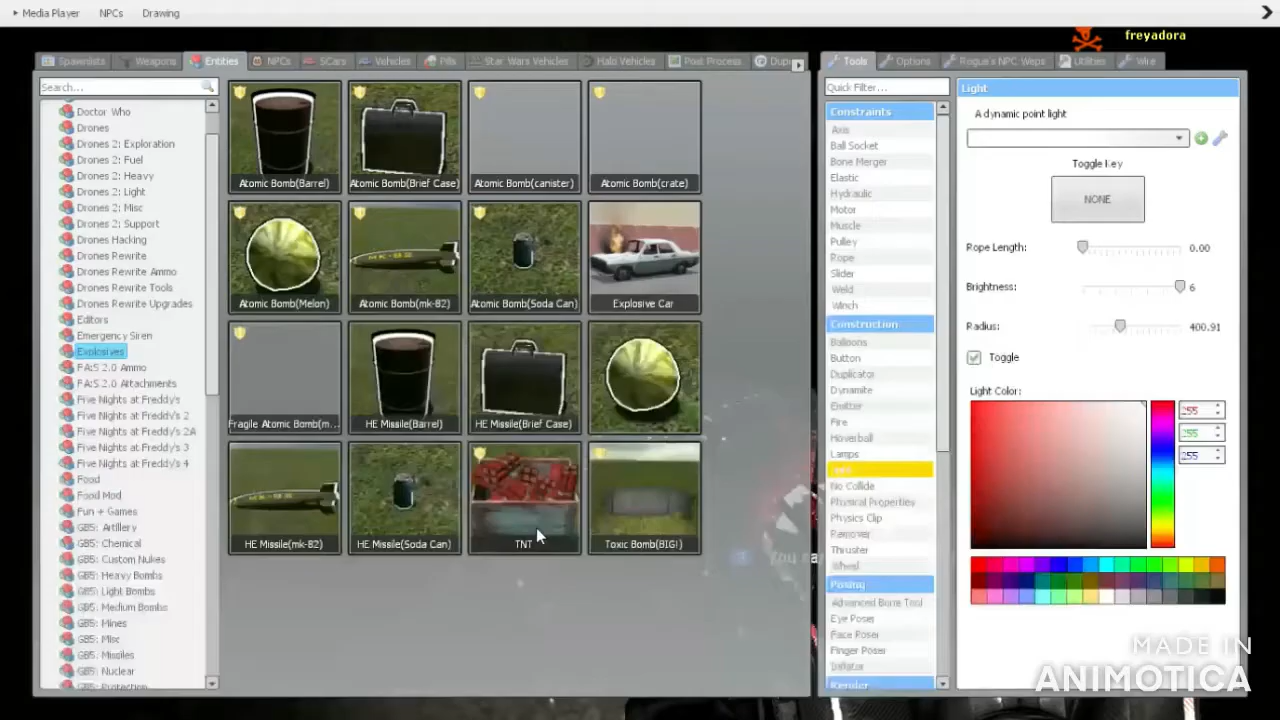 Media Player NPCs Drawing
freyadora
Spawnlists Weapons Entities NPCs SCars Vehicles Pills Star Wars Vehicles Halo Vehicles Post Process Dup
Tools Options Rogue's NPC Weps Utilities Wire
Search...
Doctor Who
Drones
Drones 2: Exploration
Drones 2: Fuel
Drones 2: Heavy
Drones 2: Light
Drones 2: Misc
Drones 2: Support
Drones Hacking
Drones Rewrite
Drones Rewrite Ammo
Drones Rewrite Tools
Drones Rewrite Upgrades
Editors
Emergency Siren
Explosives
FA:S 2.0 Ammo
FA:S 2.0 Attachments
Five Nights at Freddy's
Five Nights at Freddy's 2
Five Nights at Freddy's 2A
Five Nights at Freddy's 3
Five Nights at Freddy's 4
Food
Food Mod
Fun + Games
GB5: Artillery
GB5: Chemical
GB5: Custom Nukies
GB5: Heavy Bombs
GB5: Light Bombs
GB5: Medium Bombs
GB5: Mines
GB5: Misc
GB5: Missiles
GB5: Nuclear
GB5: Protection
Atomic Bomb(Barrel) Atomic Bomb(Brief Case) Atomic Bomb(canister) Atomic Bomb(crate)
Atomic Bomb(Melon) Atomic Bomb(mk-82) Atomic Bomb(Soda Can) Explosive Car
Fragile Atomic Bomb(m... HE Missile(Barrel) HE Missile(Brief Case)
HE Missile(mk-82) HE Missile(Soda Can) TNT Toxic Bomb(BIG!)
You ca
Quick Filter...
Constraints
Axis
Ball Socket
Bone Merger
Elastic
Hydraulic
Motor
Muscle
Pulley
Rope
Slider
Weld
Winch
Construction
Balloons
Button
Duplicator
Dynamite
Emitter
Fire
Hoverball
Lamps
Light
No Collide
Physical Properties
Physics Clip
Remover
Thruster
Wheel
Posing
Advanced Bone Tool
Eye Poser
Face Poser
Finger Poser
Inflator
Render
Light
A dynamic point light
Toggle Key
NONE
Rope Length: 0.00
Brightness: 6
Radius: 400.91
Toggle
Light Color:
255
255
255
MADE IN
ANIMOTICA